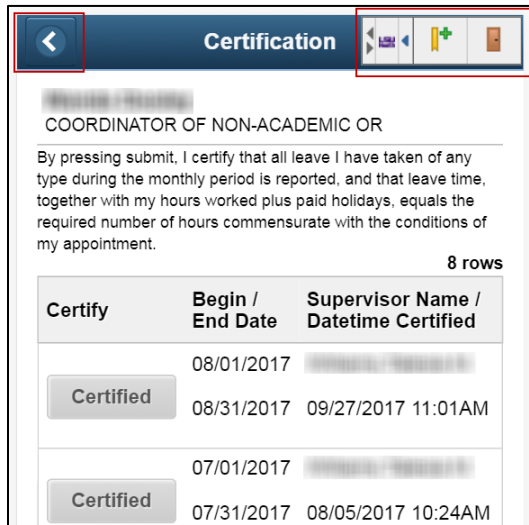 Certification
COORDINATOR OF NON-ACADEMIC OR
By pressing submit, I certify that all leave I have taken of any
type during the monthly period is reported, and that leave time,
together with my hours worked plus paid holidays, equals the
required number of hours commensurate with the conditions of
my appointment.
8 rows
Certify
Begin /
End Date
Supervisor Name /
Datetime Certified
Certified
08/01/2017
08/31/2017 09/27/2017 11:01AM
Certified
07/01/2017
07/31/2017 08/05/2017 10:24AM